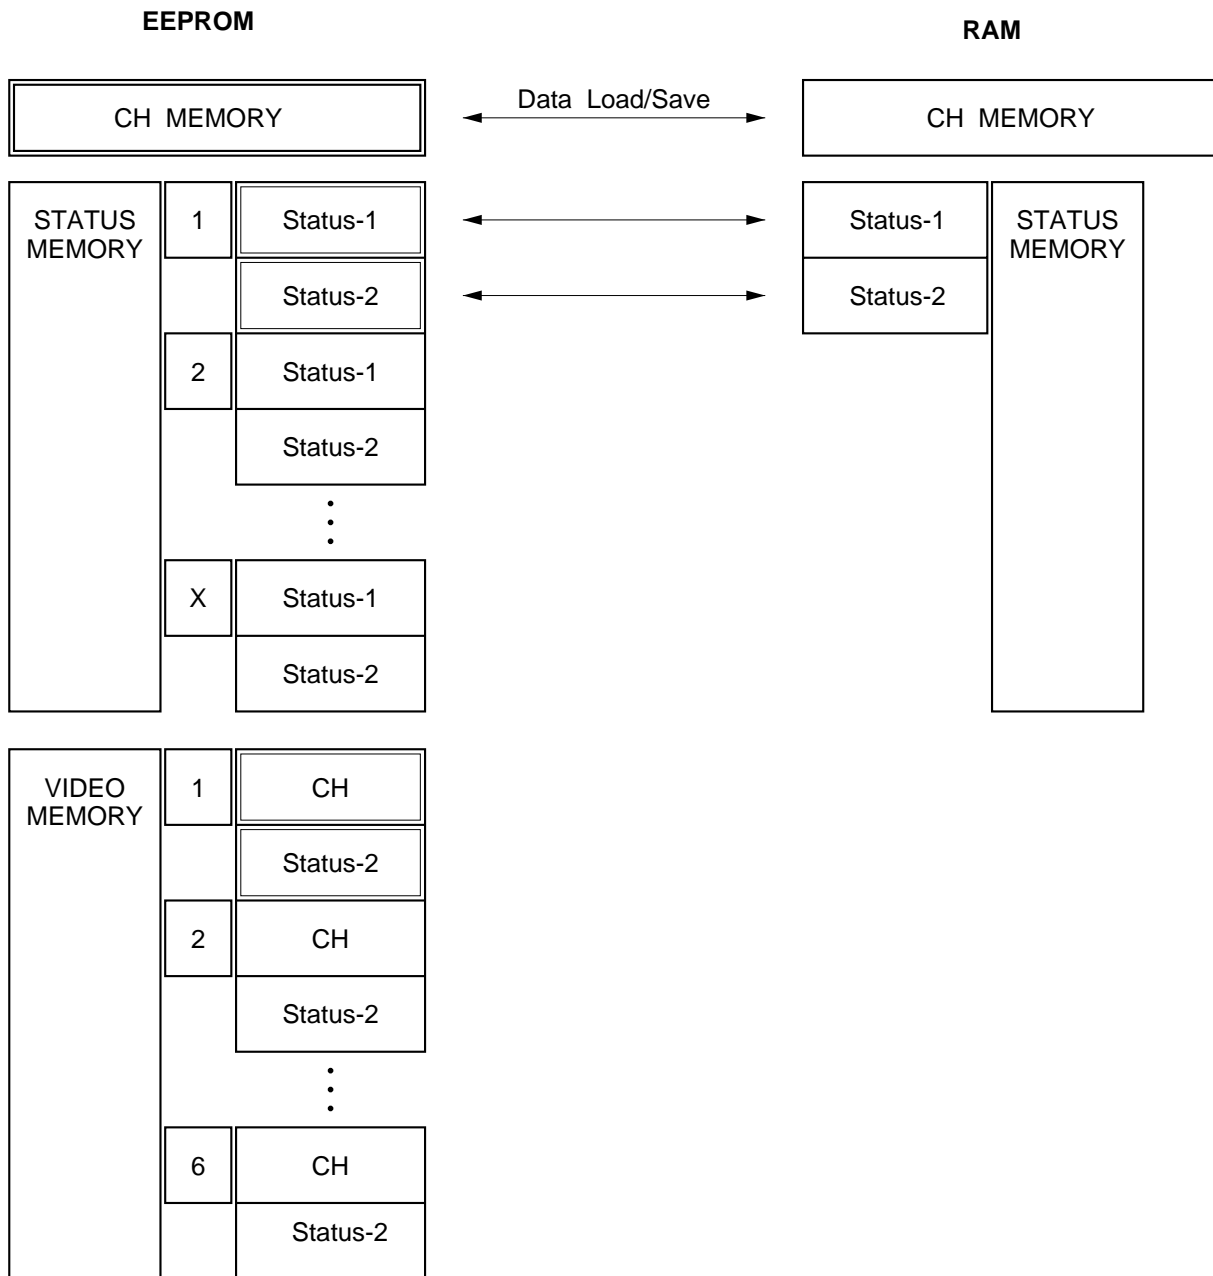 EEPROM
RAM
CH MEMORY
Data Load/Save
CH MEMORY
STATUS
MEMORY
1
Status-1
Status-1
STATUS
MEMORY
Status-2
Status-2
2
Status-1
Status-2
X
Status-1
Status-2
VIDEO
MEMORY
1
CH
Status-2
2
CH
Status-2
6
CH
Status-2